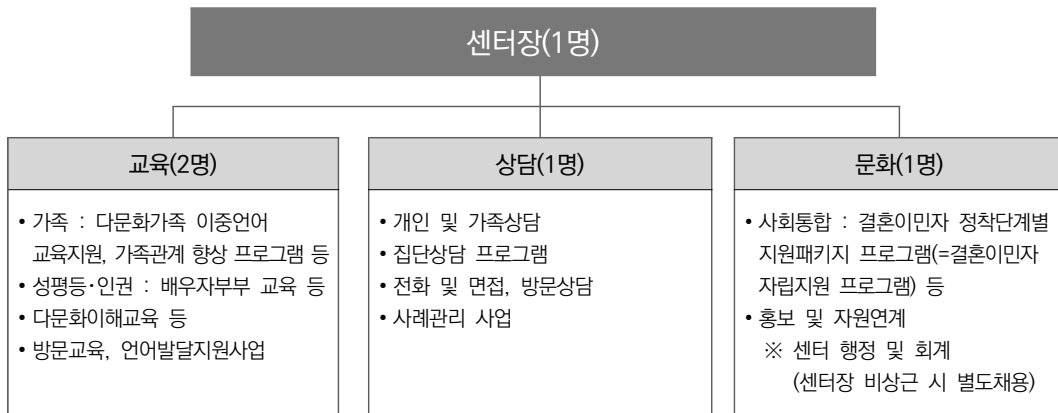 센터장(1명)
교육(2명)
• 가족 : 다문화가족 이중언어
교육지원, 가족관계 향상 프로그램 등
• 성평등·인권 : 배우자부부 교육 등
• 다문화이해교육 등
• 방문교육, 언어발달지원사업
상담(1명)
• 개인 및 가족상담
• 집단상담 프로그램
• 전화 및 면접, 방문상담
• 사례관리 사업
문화(1명)
• 사회통합 : 결혼이민자 정착단계별
지원패키지 프로그램(=결혼이민자
자립지원 프로그램) 등
• 홍보 및 자원연계
※ 센터 행정 및 회계
(센터장 비상근 시 별도채용)